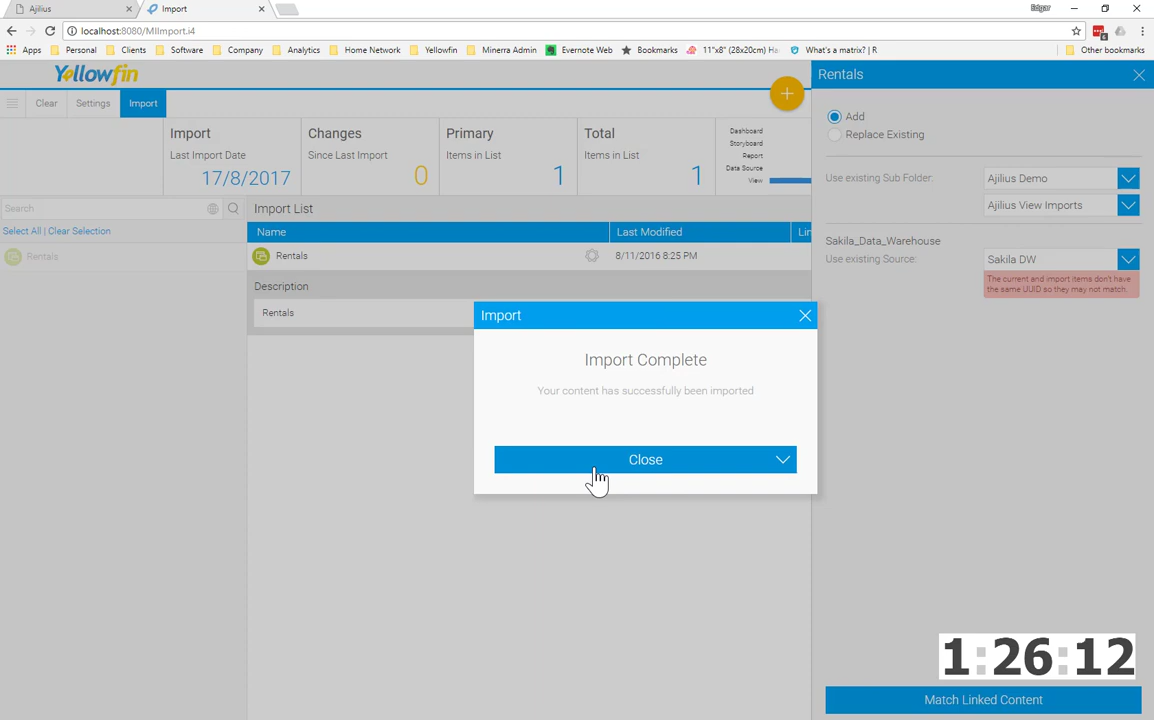 Ajilius
Import
Edgar
localhost:8080/MIImport.i4
Apps Personal Clients Software Company Analytics Home Network Yellowfin Minerra Admin Evernote Web Bookmarks 11"x8" (28x20cm) Ha What's a matrix? | R Other bookmarks
Yellowfin
Rentals
Clear Settings Import
Add
Replace Existing
Import
Last Import Date
17/8/2017
Changes
Since Last Import
0
Primary
Items in List
1
Total
Items in List
1
Dashboard
Storyboard
Report
Data Source
View
Use existing Sub Folder: Ajilius Demo
Ajilius View Imports
Search
Import List
Select All | Clear Selection
Name Last Modified Lin
Rentals
Rentals 8/11/2016 8:25 PM
Sakila_Data_Warehouse
Use existing Source: Sakila DW
The current and import items don't have
the same UUID so they may not match.
Description
Rentals
Import
Import Complete
Your content has successfully been imported
Close
1:26:12
Match Linked Content